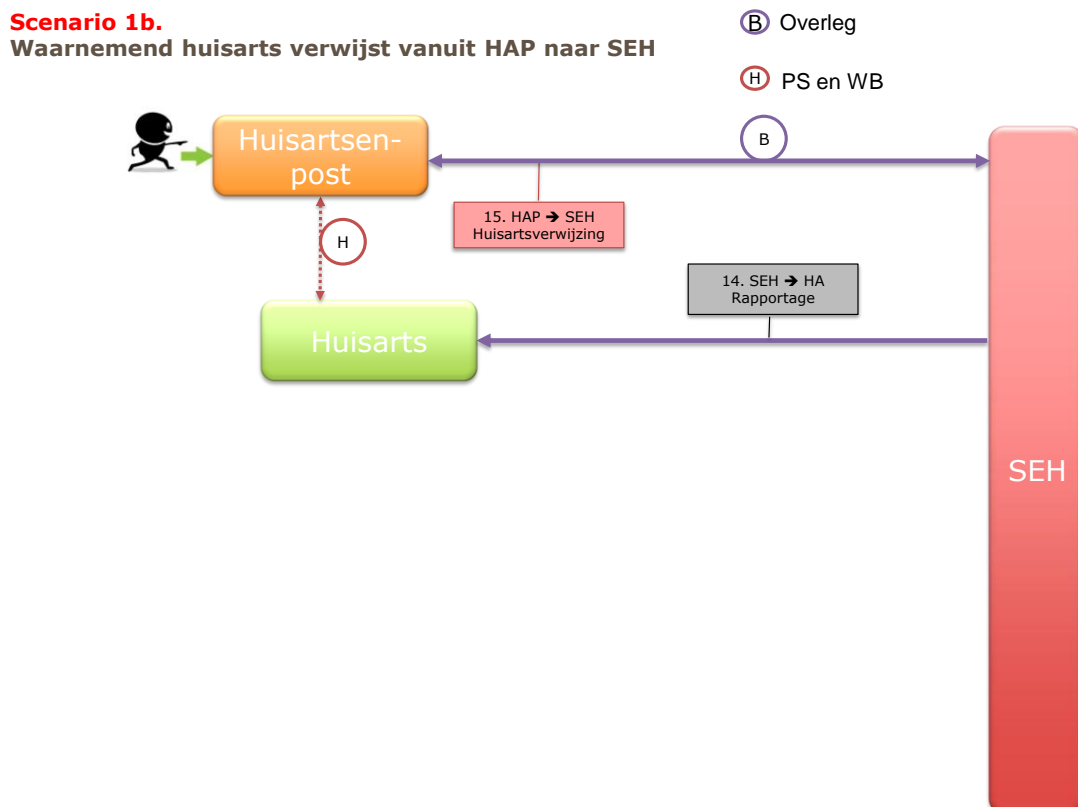 Scenario 1b.
Waarnemend huisarts verwijst vanuit HAP naar SEH
B Overleg
H PS en WB
Huisartsen-
post
B
15. HAP ➔ SEH
Huisartsverwijzing
H
14. SEH ➔ HA
Rapportage
Huisarts
SEH